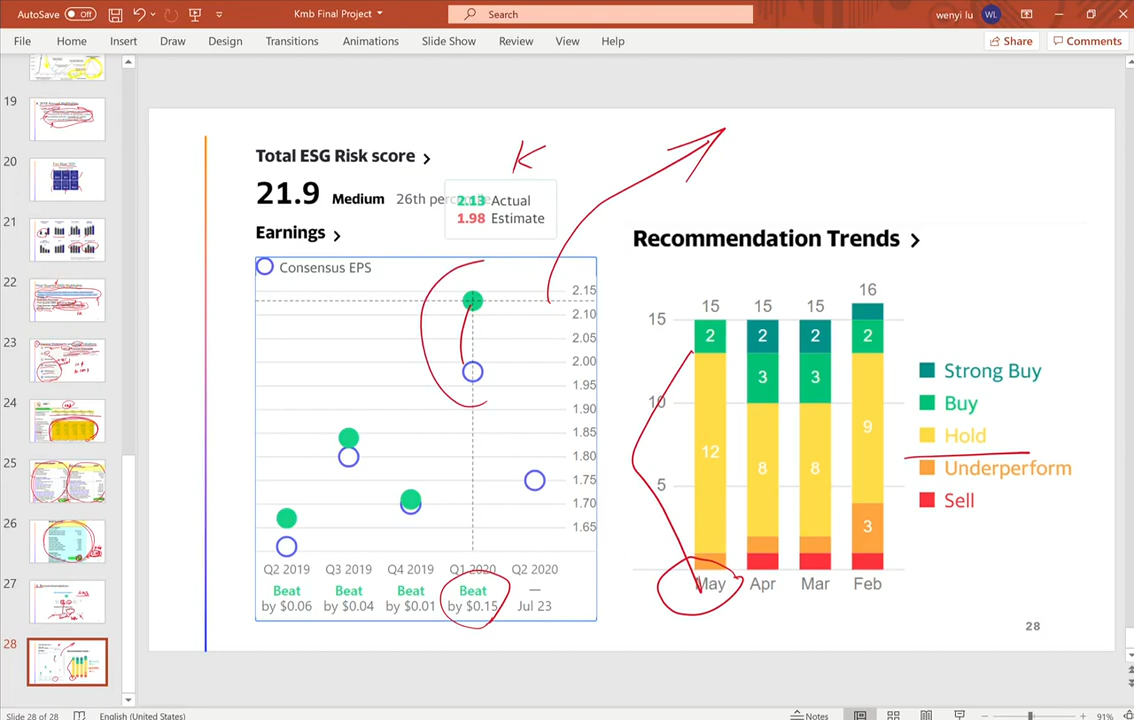 AutoSave Off
Kmb Final Project
Search
wenyi lu
WL
File Home Insert Draw Design Transitions Animations Slide Show Review View Help
Share
Comments
19
20
21
22
23
24
25
26
27
28
Total ESG Risk score >
21.9 Medium 26th per
2.13 Actual
1.98 Estimate
Earnings >
Consensus EPS
2.15
2.10
2.05
2.00
1.95
1.90
1.85
1.80
1.75
1.70
1.65
Q2 2019 Q3 2019 Q4 2019 Q1 2020 Q2 2020
Beat Beat Beat Beat —
by $0.06 by $0.04 by $0.01 by $0.15 Jul 23
Recommendation Trends >
15 15 15 16
15
10
5
2 2 2 2
3 3
12 8 8 9
3
May Apr Mar Feb
Strong Buy
Buy
Hold
Underperform
Sell
28
Slide 28 of 28
English (United States)
Notes
91%